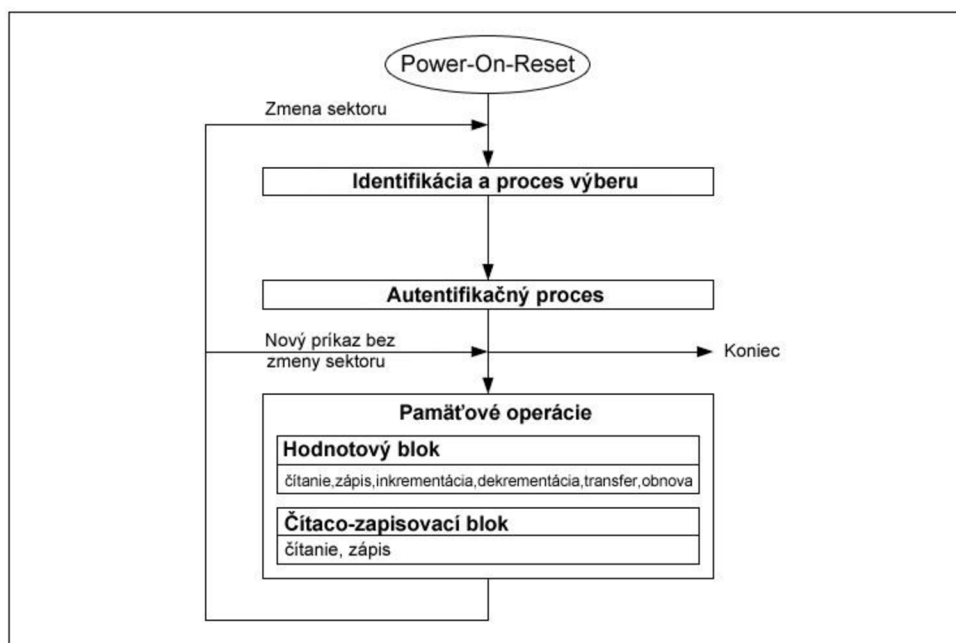 Power-On-Reset
Zmena sektoru
Identifikácia a proces výberu
Autentifikačný proces
Nový príkaz bez
zmeny sektoru
Koniec
Pamäťové operácie
Hodnotový blok
čítanie,zápis,inkrementácia,dekrementácia,transfer,obnova
Čítaco-zapisovací blok
čítanie, zápis